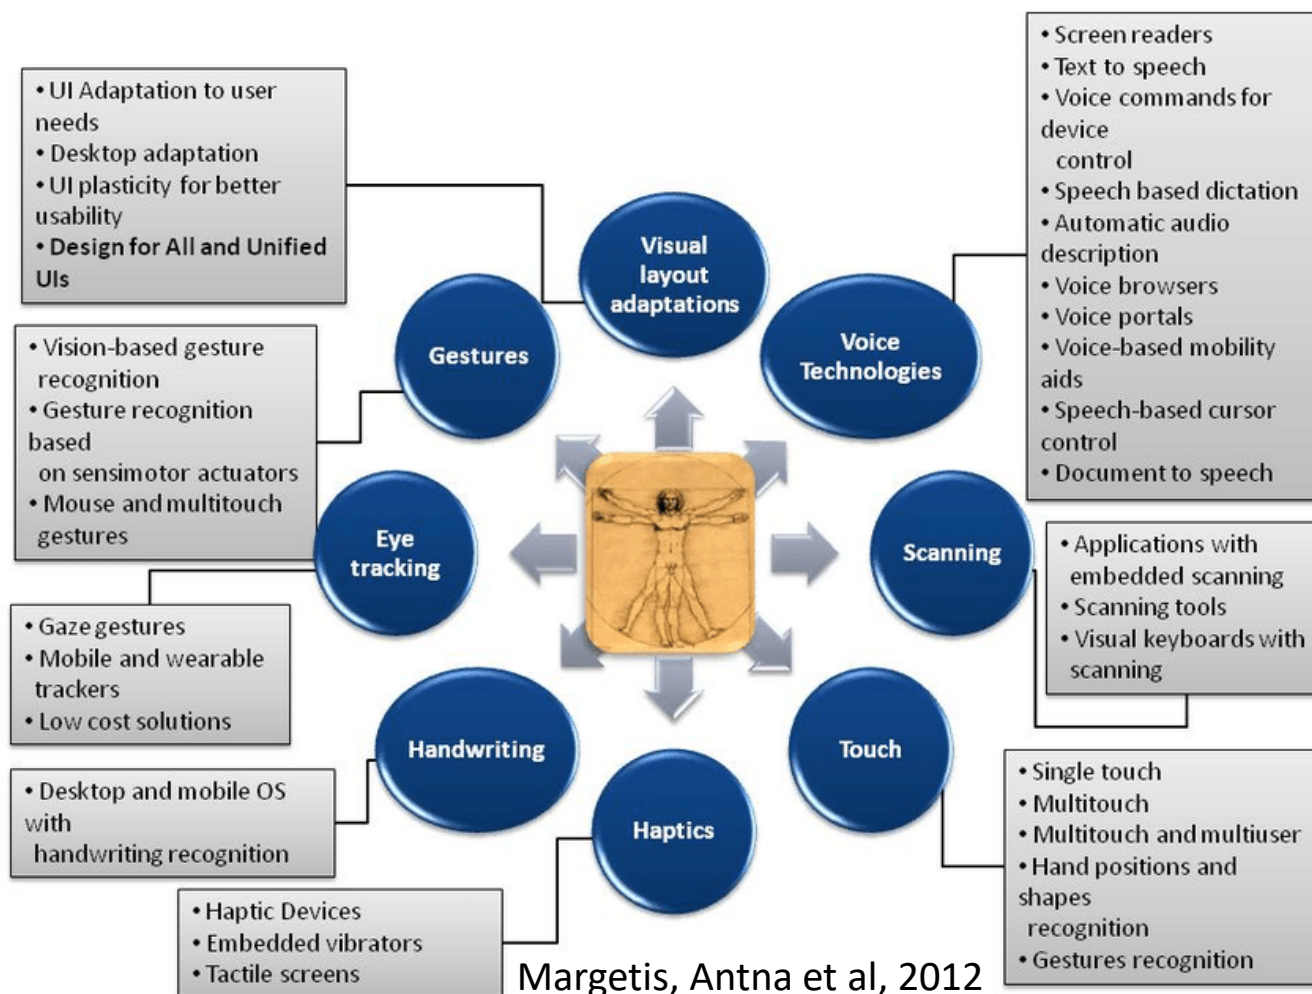 • UI Adaptation to user
needs
• Desktop adaptation
• UI plasticity for better
usability
• Design for All and Unified
UIs
Visual
layout
adaptations
• Screen readers
• Text to speech
• Voice commands for
device
control
• Speech based dictation
• Automatic audio
description
• Voice browsers
• Voice portals
• Voice-based mobility
aids
• Speech-based cursor
control
• Document to speech
Gestures
Voice
Technologies
• Vision-based gesture
recognition
• Gesture recognition
based
on sensimotor actuators
• Mouse and multitouch
gestures
Eye
tracking
Scanning
• Applications with
embedded scanning
• Scanning tools
• Visual keyboards with
scanning
• Gaze gestures
• Mobile and wearable
trackers
• Low cost solutions
Handwriting
Touch
• Desktop and mobile OS
with
handwriting recognition
Haptics
• Single touch
• Multitouch
• Multitouch and multiuser
• Hand positions and
shapes
recognition
• Gestures recognition
• Haptic Devices
• Embedded vibrators
• Tactile screens
Margetis, Antna et al, 2012